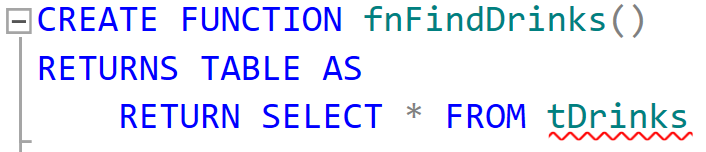 CREATE FUNCTION fnFindDrinks()
RETURNS TABLE AS
RETURN SELECT * FROM tDrinks